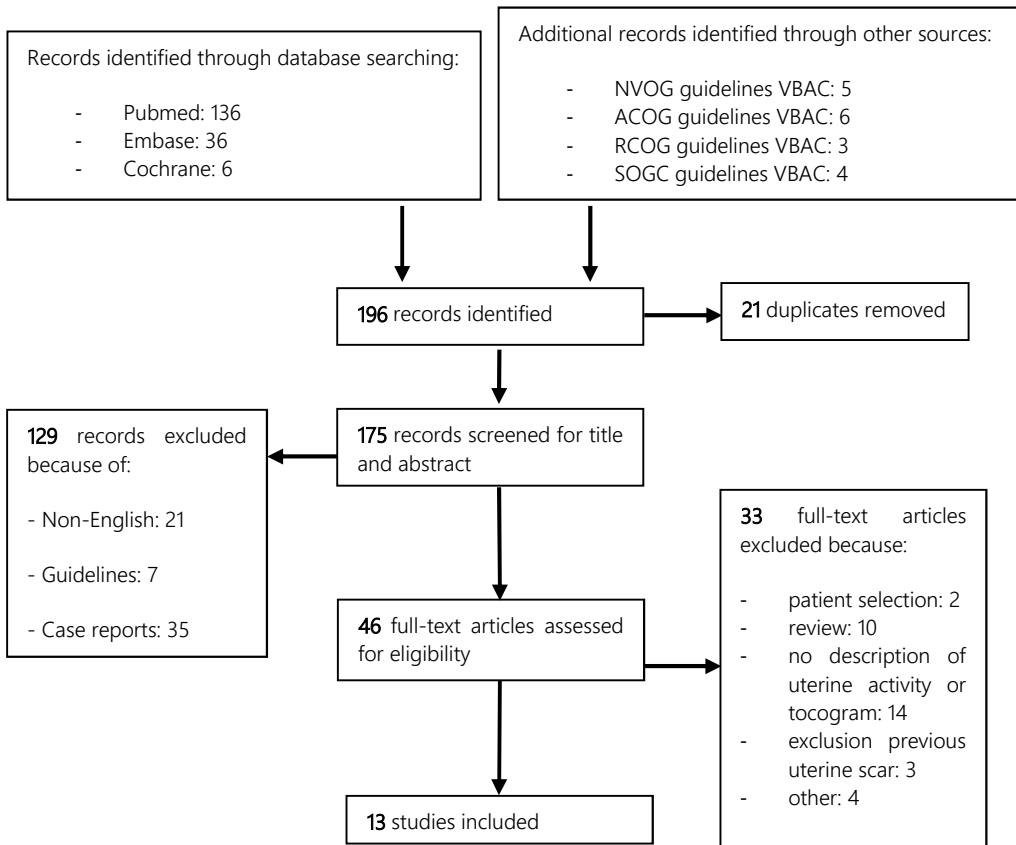 Records identified through database searching:
- Pubmed: 136
- Embase: 36
- Cochrane: 6
Additional records identified through other sources:
- NVOG guidelines VBAC: 5
- ACOG guidelines VBAC: 6
- RCOG guidelines VBAC: 3
- SOGC guidelines VBAC: 4
196 records identified
21 duplicates removed
175 records screened for title
and abstract
129 records excluded
because of:
- Non-English: 21
- Guidelines: 7
- Case reports: 35
46 full-text articles assessed
for eligibility
33 full-text articles
excluded because:
- patient selection: 2
- review: 10
- no description of
uterine activity or
tocogram: 14
- exclusion previous
uterine scar: 3
- other: 4
13 studies included